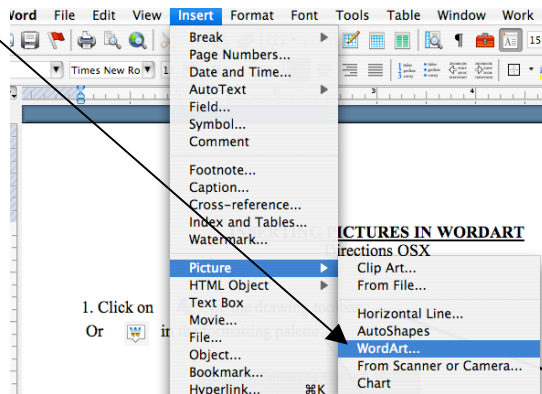 Word File Edit View Insert Format Font Tools Table Window Work
Times New Ro
Break
Page Numbers...
Date and Time...
AutoText
Field...
Symbol...
Comment
Footnote...
Caption...
Cross-reference...
Index and Tables...
Watermark...
Picture
HTML Object
Text Box
Movie...
File...
Object...
Bookmark...
Hyperlink... ⌘K
Clip Art...
From File...
Horizontal Line...
AutoShapes
WordArt...
From Scanner or Camera...
Chart
PICTURES IN WORDART
Directions OSX
1. Click on
Or